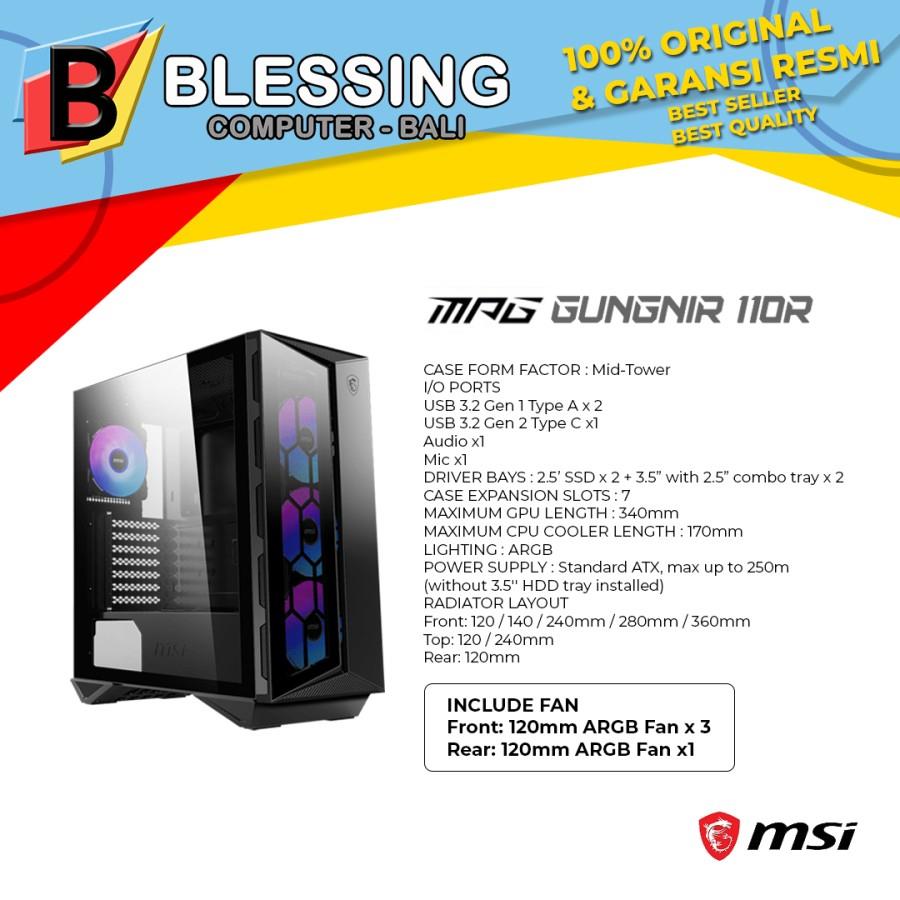 B
BLESSING
COMPUTER - BALI
100% ORIGINAL
& GARANSI RESMI
BEST SELLER
BEST QUALITY
MPG GUNGNIR 110R
CASE FORM FACTOR : Mid-Tower
I/O PORTS
USB 3.2 Gen 1 Type A x 2
USB 3.2 Gen 2 Type C x1
Audio x1
Mic x1
DRIVER BAYS : 2.5’ SSD x 2 + 3.5” with 2.5” combo tray x 2
CASE EXPANSION SLOTS : 7
MAXIMUM GPU LENGTH : 340mm
MAXIMUM CPU COOLER LENGTH : 170mm
LIGHTING : ARGB
POWER SUPPLY : Standard ATX, max up to 250m
(without 3.5'' HDD tray installed)
RADIATOR LAYOUT
Front: 120 / 140 / 240mm / 280mm / 360mm
Top: 120 / 240mm
Rear: 120mm
INCLUDE FAN
Front: 120mm ARGB Fan x 3
Rear: 120mm ARGB Fan x1
msi
msi